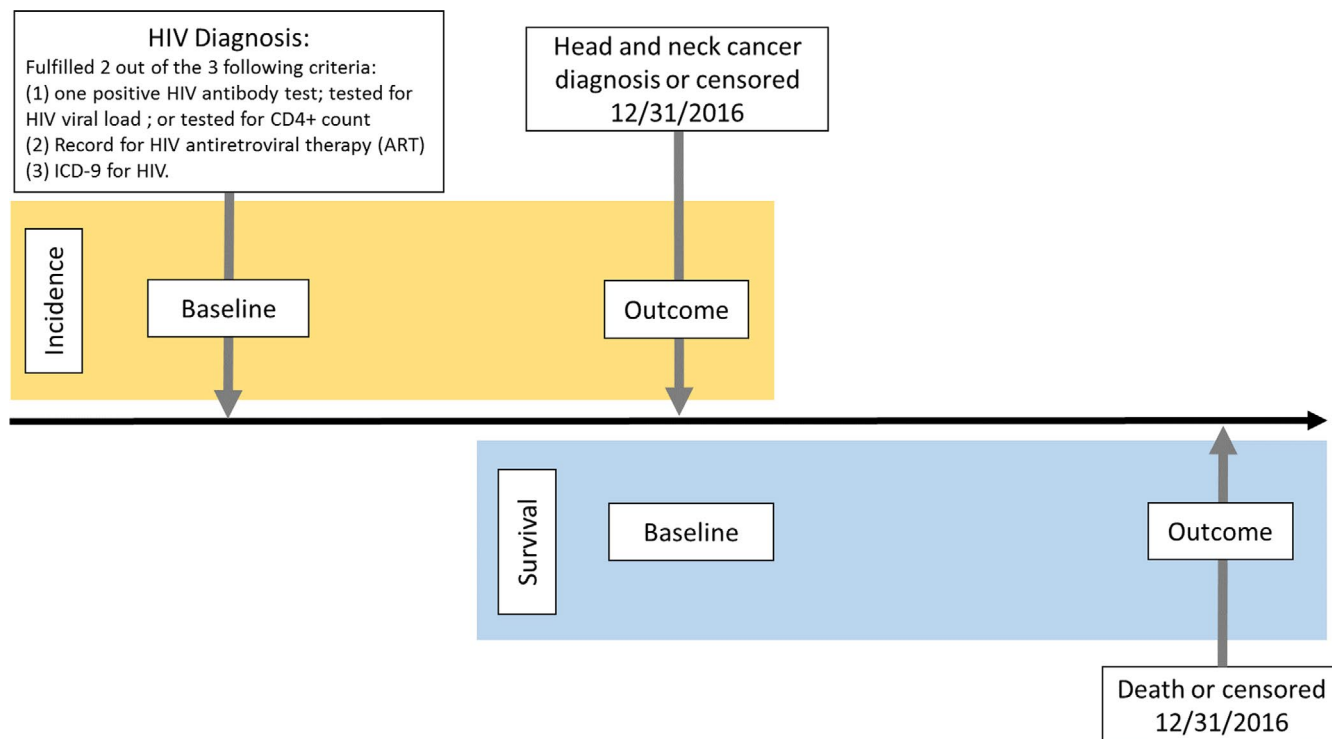 HIV Diagnosis:
Fulfilled 2 out of the 3 following criteria:
(1) one positive HIV antibody test; tested for
HIV viral load ; or tested for CD4+ count
(2) Record for HIV antiretroviral therapy (ART)
(3) ICD-9 for HIV.
Head and neck cancer
diagnosis or censored
12/31/2016
Incidence
Baseline
Outcome
Survival
Baseline
Outcome
Death or censored
12/31/2016